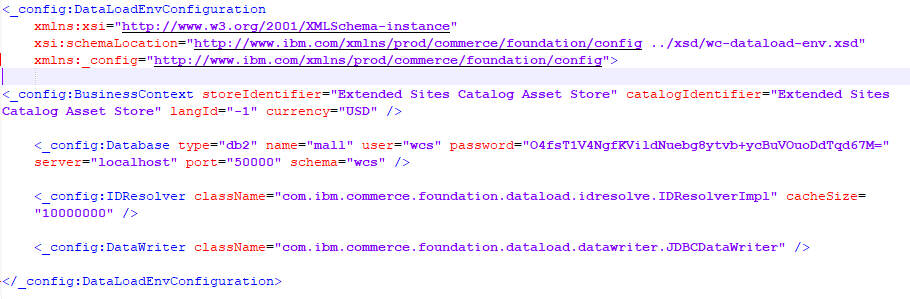 <_config:DataLoadEnvConfiguration
xmlns:xsi="http://www.w3.org/2001/XMLSchema-instance"
xsi:schemaLocation="http://www.ibm.com/xmlns/prod/commerce/foundation/config ../xsd/wc-dataload-env.xsd"
xmlns:_config="http://www.ibm.com/xmlns/prod/commerce/foundation/config">
<_config:BusinessContext storeIdentifier="Extended Sites Catalog Asset Store" catalogIdentifier="Extended Sites
Catalog Asset Store" langId="-1" currency="USD" />
<_config:Database type="db2" name="mall" user="wcs" password="O4fsT1V4NgfKVildNuebg8ytvb+ycBuVOuoDdTqd67M="
server="localhost" port="50000" schema="wcs" />
<_config:IDResolver className="com.ibm.commerce.foundation.dataload.idresolve.IDResolverImpl" cacheSize=
"10000000" />
<_config:DataWriter className="com.ibm.commerce.foundation.dataload.datawriter.JDBCDataWriter" />
</_config:DataLoadEnvConfiguration>